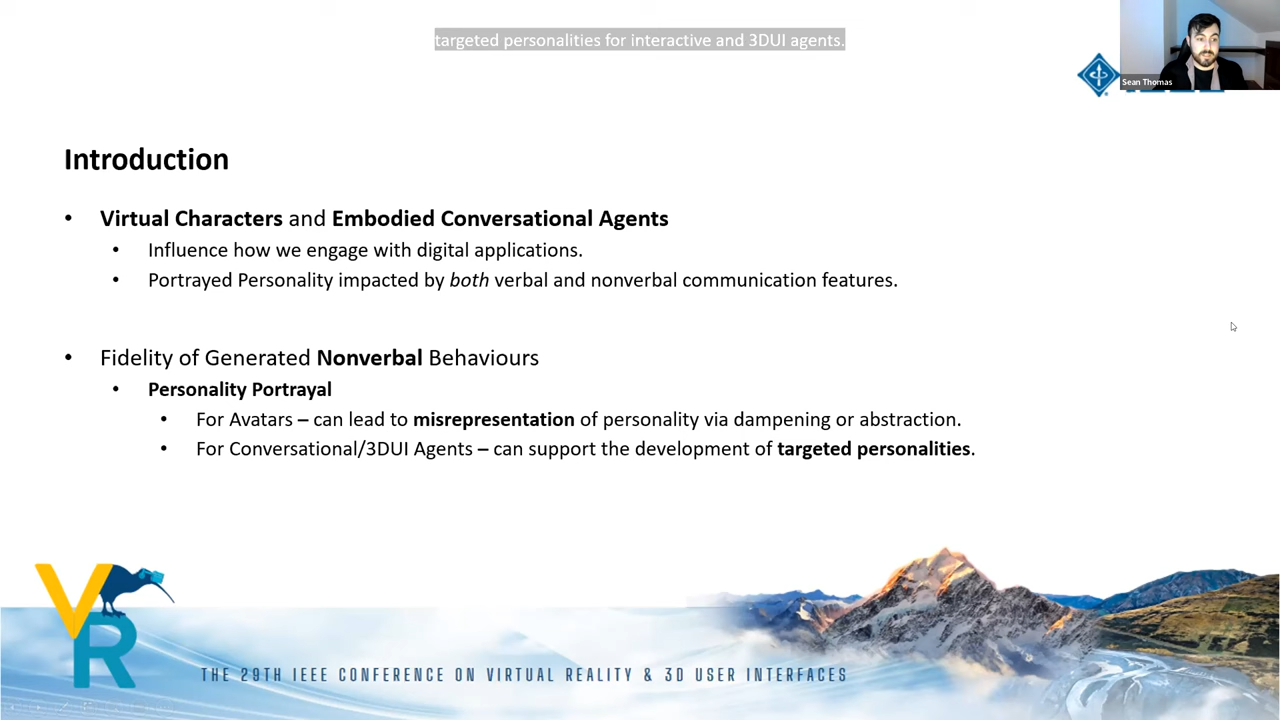 targeted personalities for interactive and 3DUI agents.
Sean Thomas
Introduction
• Virtual Characters and Embodied Conversational Agents
• Influence how we engage with digital applications.
• Portrayed Personality impacted by both verbal and nonverbal communication features.
• Fidelity of Generated Nonverbal Behaviours
• Personality Portrayal
• For Avatars – can lead to misrepresentation of personality via dampening or abstraction.
• For Conversational/3DUI Agents – can support the development of targeted personalities.
VR
THE 29TH IEEE CONFERENCE ON VIRTUAL REALITY & 3D USER INTERFACES